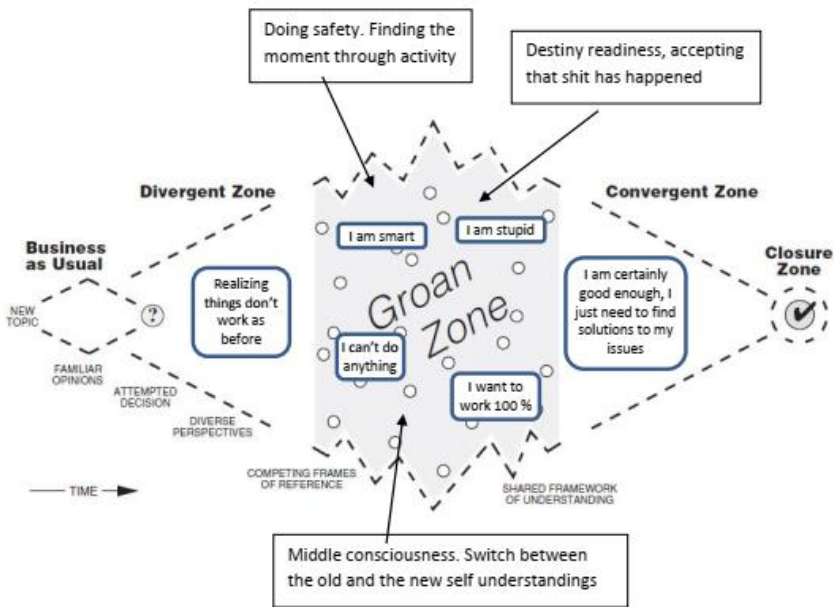 Doing safety. Finding the
moment through activity
Destiny readiness, accepting
that shit has happened
Divergent Zone
Convergent Zone
Business
as Usual
Closure
Zone
NEW
TOPIC
?
FAMILIAR
OPINIONS
ATTEMPTED
DECISION
DIVERSE
PERSPECTIVES
Realizing
things don't
work as
before
I am smart
I am stupid
Groan
Zone
I can't do
anything
I want to
work 100 %
I am certainly
good enough, I
just need to find
solutions to my
issues
COMPETING FRAMES
OF REFERENCE
SHARED FRAMEWORK
OF UNDERSTANDING
TIME
Middle consciousness. Switch between
the old and the new self understandings